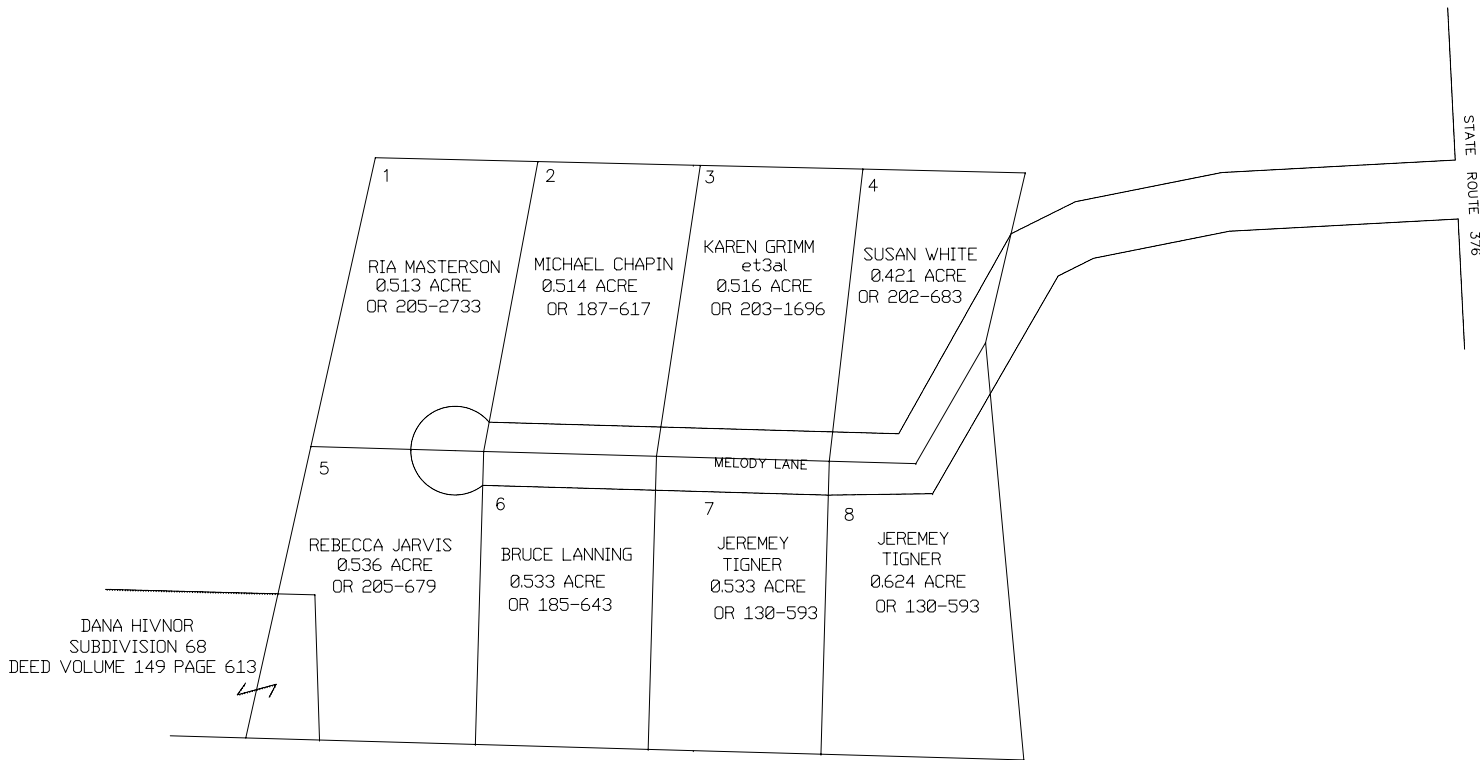 STATE ROUTE 376
1
RIA MASTERSON
0.513 ACRE
OR 205-2733
2
MICHAEL CHAPIN
0.514 ACRE
OR 187-617
3
KAREN GRIMM
et3al
0.516 ACRE
OR 203-1696
4
SUSAN WHITE
0.421 ACRE
OR 202-683
MELODY LANE
5
REBECCA JARVIS
0.536 ACRE
OR 205-679
6
BRUCE LANNING
0.533 ACRE
OR 185-643
7
JEREMEY
TIGNER
0.533 ACRE
OR 130-593
8
JEREMEY
TIGNER
0.624 ACRE
OR 130-593
DANA HIVNOR
SUBDIVISION 68
DEED VOLUME 149 PAGE 613